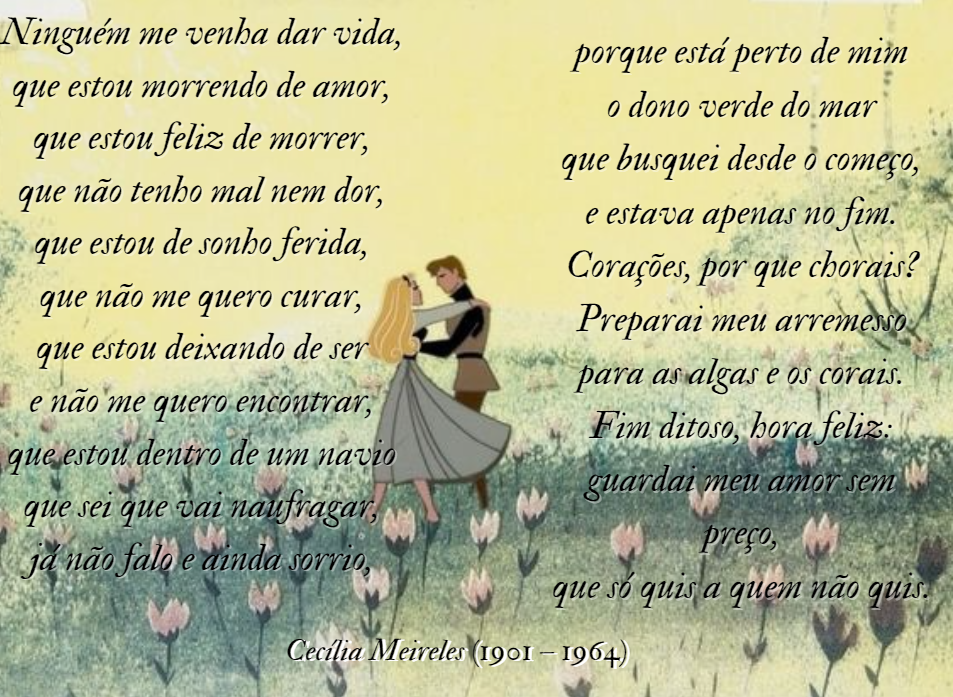 Ninguém me venha dar vida,
que estou morrendo de amor,
que estou feliz de morrer,
que não tenho mal nem dor,
que estou de sonho ferida,
que não me quero curar,
que estou deixando de ser
e não me quero encontrar,
que estou dentro de um navio
que sei que vai naufragar,
já não falo e ainda sorrio,
porque está perto de mim
o dono verde do mar
que busquei desde o começo,
e estava apenas no fim.
Corações, por que chorais?
Preparai meu arremesso
para as algas e os corais.
Fim ditoso, hora feliz:
guardai meu amor sem
preço,
que só quis a quem não quis.
Cecília Meireles (1901 – 1964)